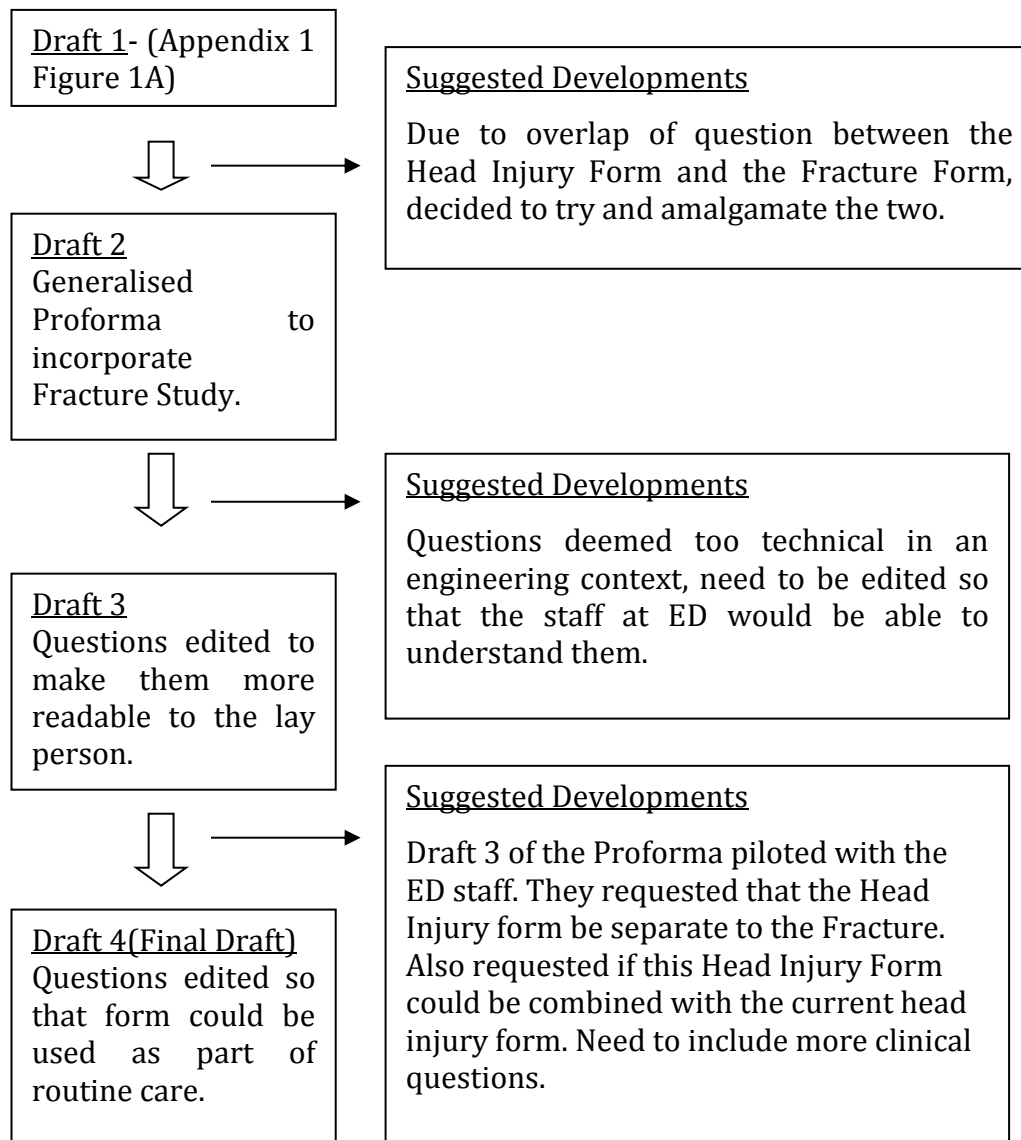 Draft 1- (Appendix 1
Figure 1A)
Suggested Developments
Due to overlap of question between the
Head Injury Form and the Fracture Form,
decided to try and amalgamate the two.
Draft 2
Generalised
Proforma to
incorporate
Fracture Study.
Suggested Developments
Questions deemed too technical in an
engineering context, need to be edited so
that the staff at ED would be able to
understand them.
Draft 3
Questions edited to
make them more
readable to the lay
person.
Suggested Developments
Draft 3 of the Proforma piloted with the
ED staff. They requested that the Head
Injury form be separate to the Fracture.
Also requested if this Head Injury Form
could be combined with the current head
injury form. Need to include more clinical
questions.
Draft 4(Final Draft)
Questions edited so
that form could be
used as part of
routine care.